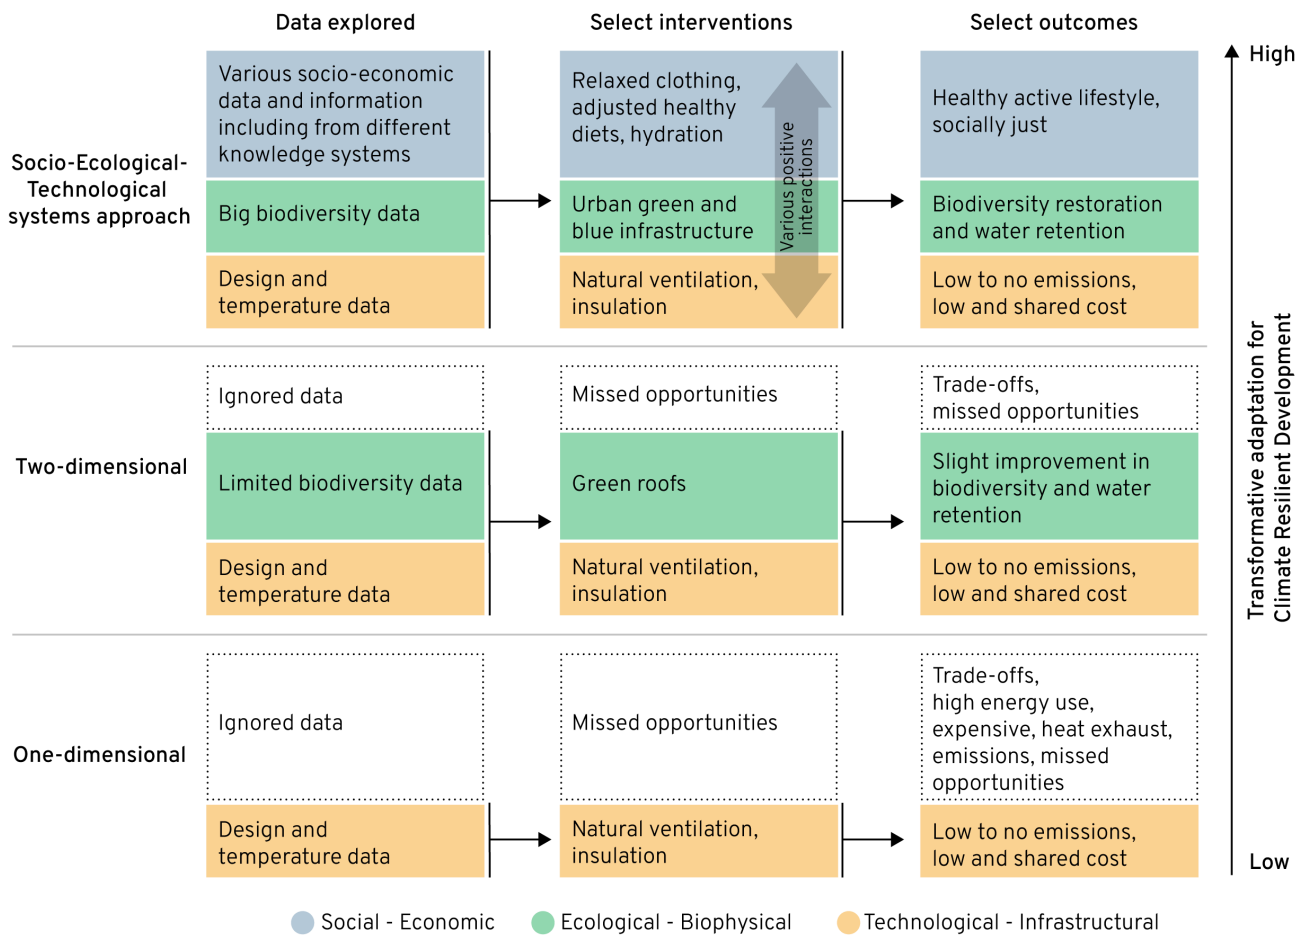 Data explored
Select interventions
Select outcomes
High
Socio-Ecological-
Technological
systems approach
Various socio-economic
data and information
including from different
knowledge systems
Relaxed clothing,
adjusted healthy
diets, hydration
Healthy active lifestyle,
socially just
Big biodiversity data
Urban green and
blue infrastructure
Biodiversity restoration
and water retention
Design and
temperature data
Natural ventilation,
insulation
Low to no emissions,
low and shared cost
Various positive
interactions
Two-dimensional
Ignored data
Missed opportunities
Trade-offs,
missed opportunities
Limited biodiversity data
Green roofs
Slight improvement in
biodiversity and water
retention
Design and
temperature data
Natural ventilation,
insulation
Low to no emissions,
low and shared cost
One-dimensional
Ignored data
Missed opportunities
Trade-offs,
high energy use,
expensive, heat exhaust,
emissions, missed
opportunities
Design and
temperature data
Natural ventilation,
insulation
Low to no emissions,
low and shared cost
Transformative adaptation for
Climate Resilient Development
Low
Social - Economic
Ecological - Biophysical
Technological - Infrastructural